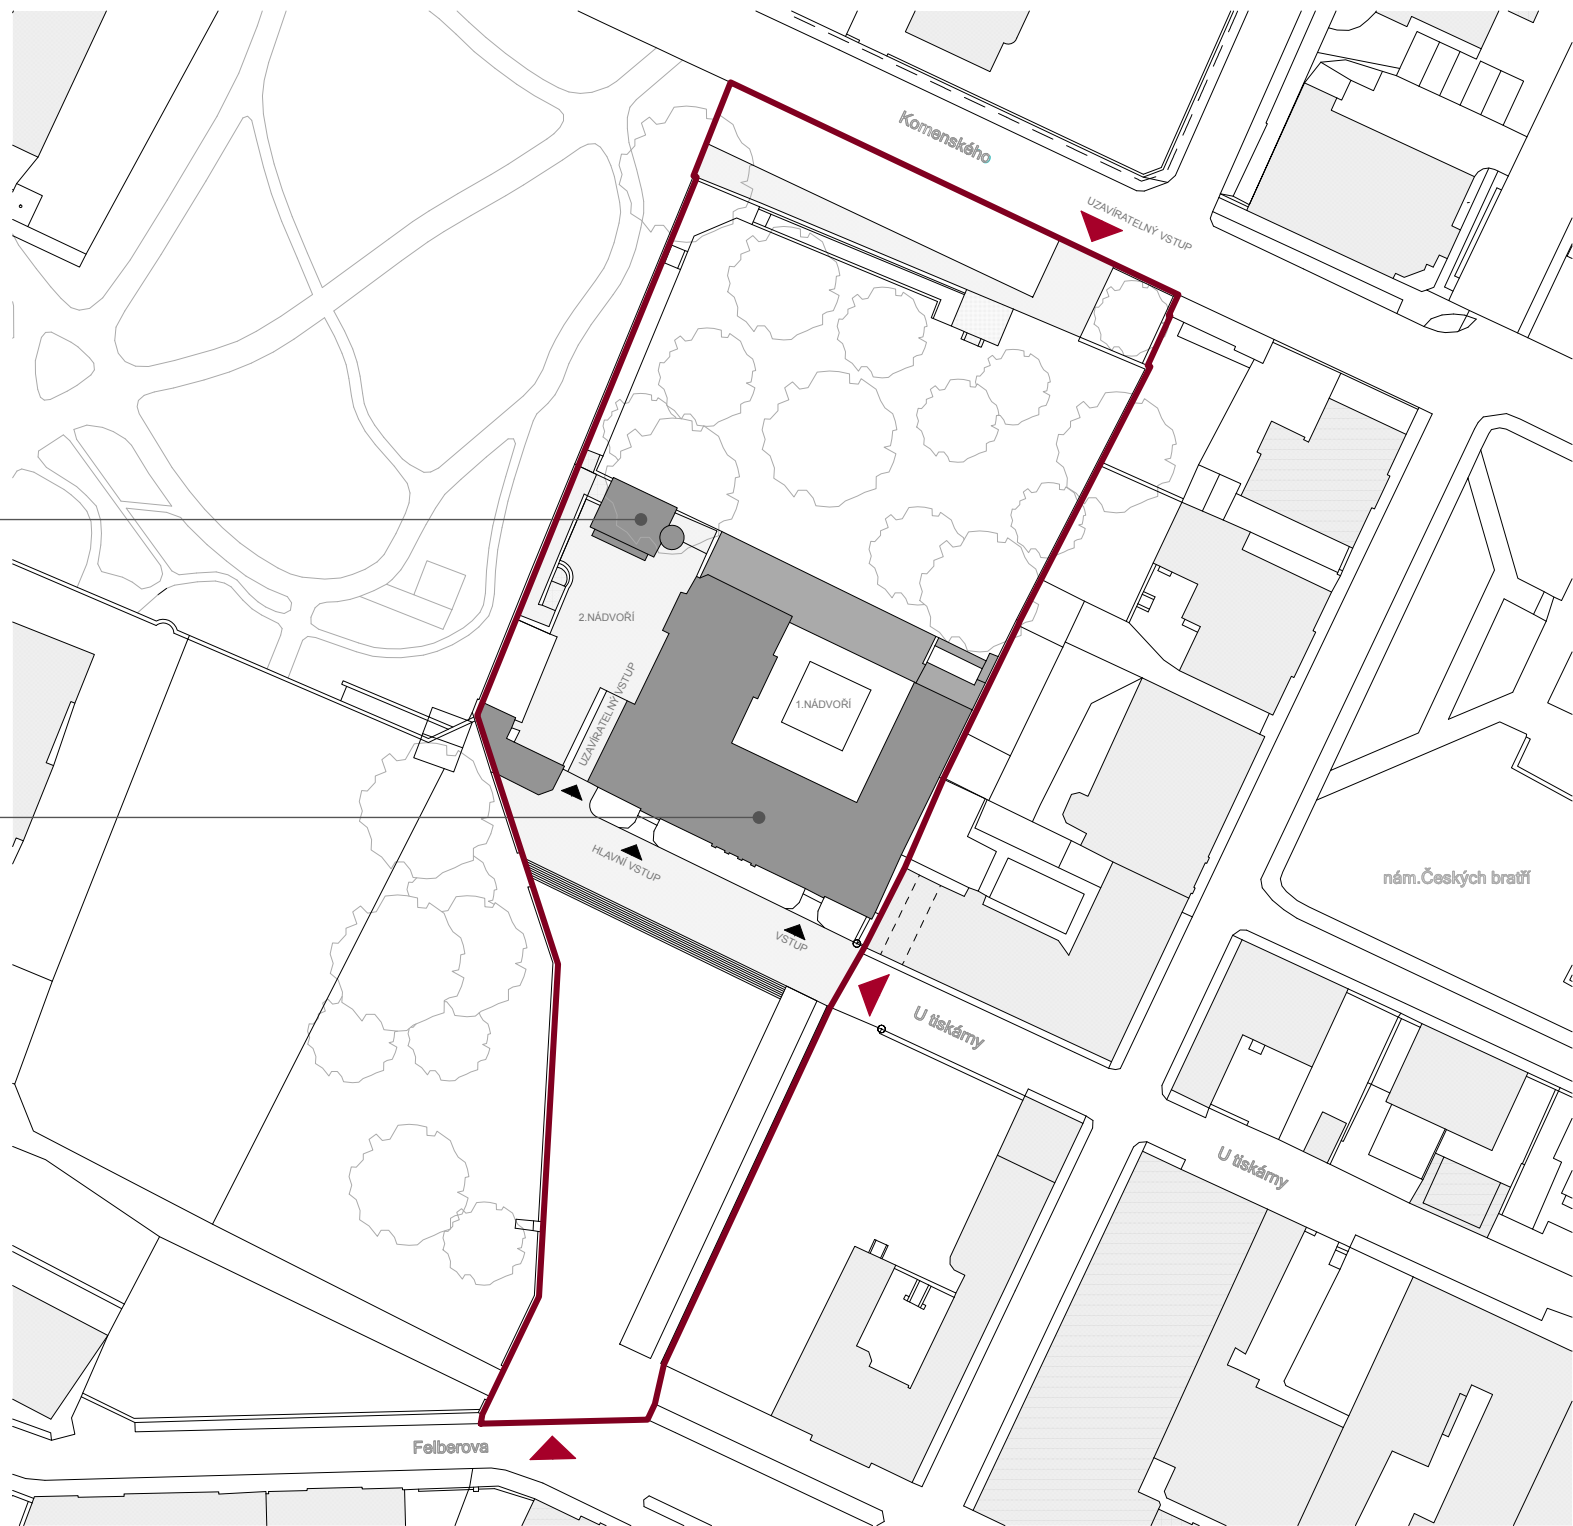 Komenského
UZAVÍRATELNÝ VSTUP
2.NÁDVOŘÍ
UZAVÍRATELNÝ VSTUP
1.NÁDVOŘÍ
HLAVNÍ VSTUP
nám.Českých bratří
VSTUP
U tiskárny
U tiskárny
Felberova